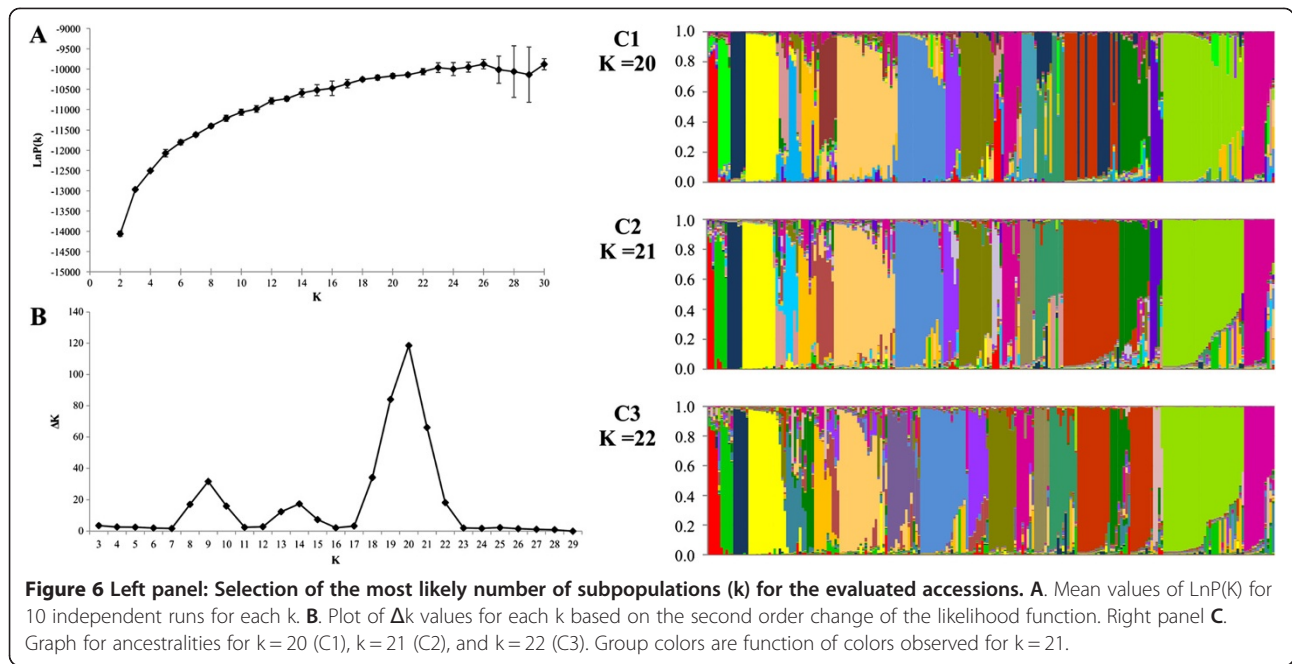 A
-9000
-9500
-10000
-10500
-11000
-11500
-12000
-12500
-13000
-13500
-14000
-14500
-15000
LnP(k)
0 2 4 6 8 10 12 14 16 18 20 22 24 26 28 30
K
B
140
120
100
80
60
40
20
0
ΔK
3 4 5 6 7 8 9 10 11 12 13 14 15 16 17 18 19 20 21 22 23 24 25 26 27 28 29
K
C1
K =20
1.0
0.8
0.6
0.4
0.2
0.0
C2
K =21
1.0
0.8
0.6
0.4
0.2
0.0
C3
K =22
1.0
0.8
0.6
0.4
0.2
0.0
Figure 6 Left panel: Selection of the most likely number of subpopulations (k) for the evaluated accessions. A. Mean values of LnP(K) for
10 independent runs for each k. B. Plot of Δk values for each k based on the second order change of the likelihood function. Right panel C.
Graph for ancestralities for k = 20 (C1), k = 21 (C2), and k = 22 (C3). Group colors are function of colors observed for k = 21.